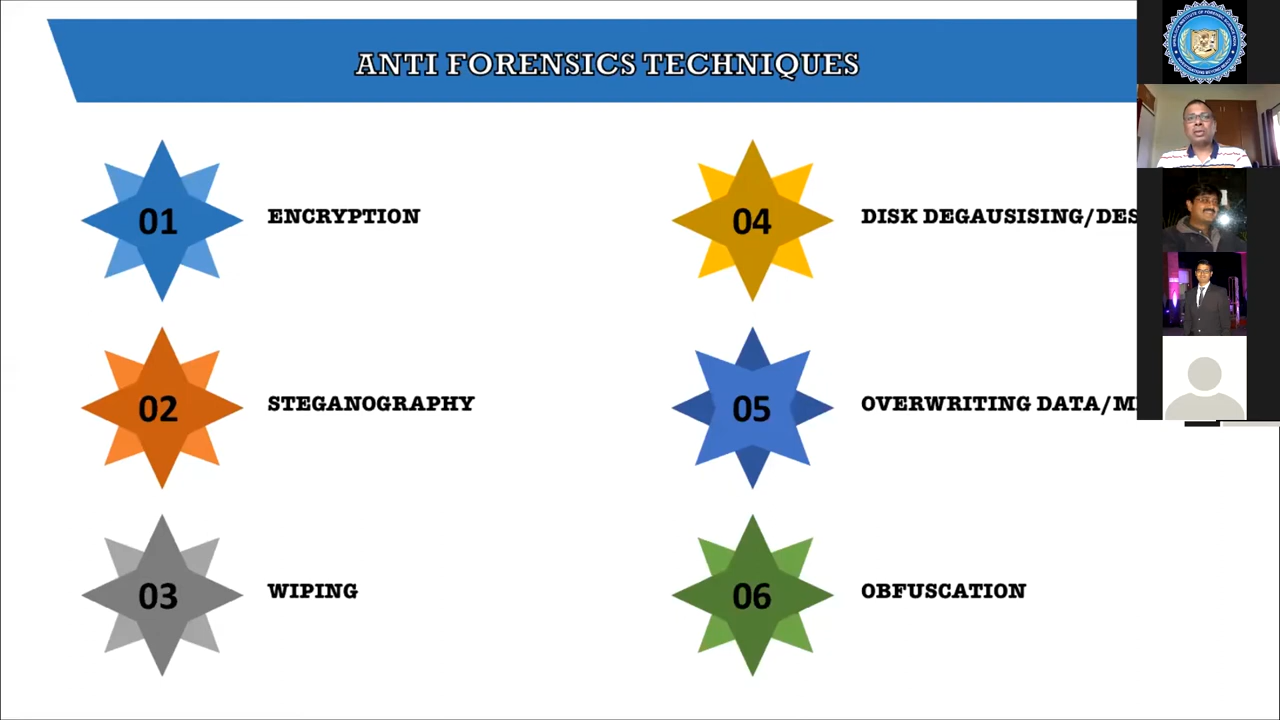 ANTI FORENSICS TECHNIQUES
01 ENCRYPTION
02 STEGANOGRAPHY
03 WIPING
04 DISK DEGAUSISING/DES
05 OVERWRITING DATA/M
06 OBFUSCATION